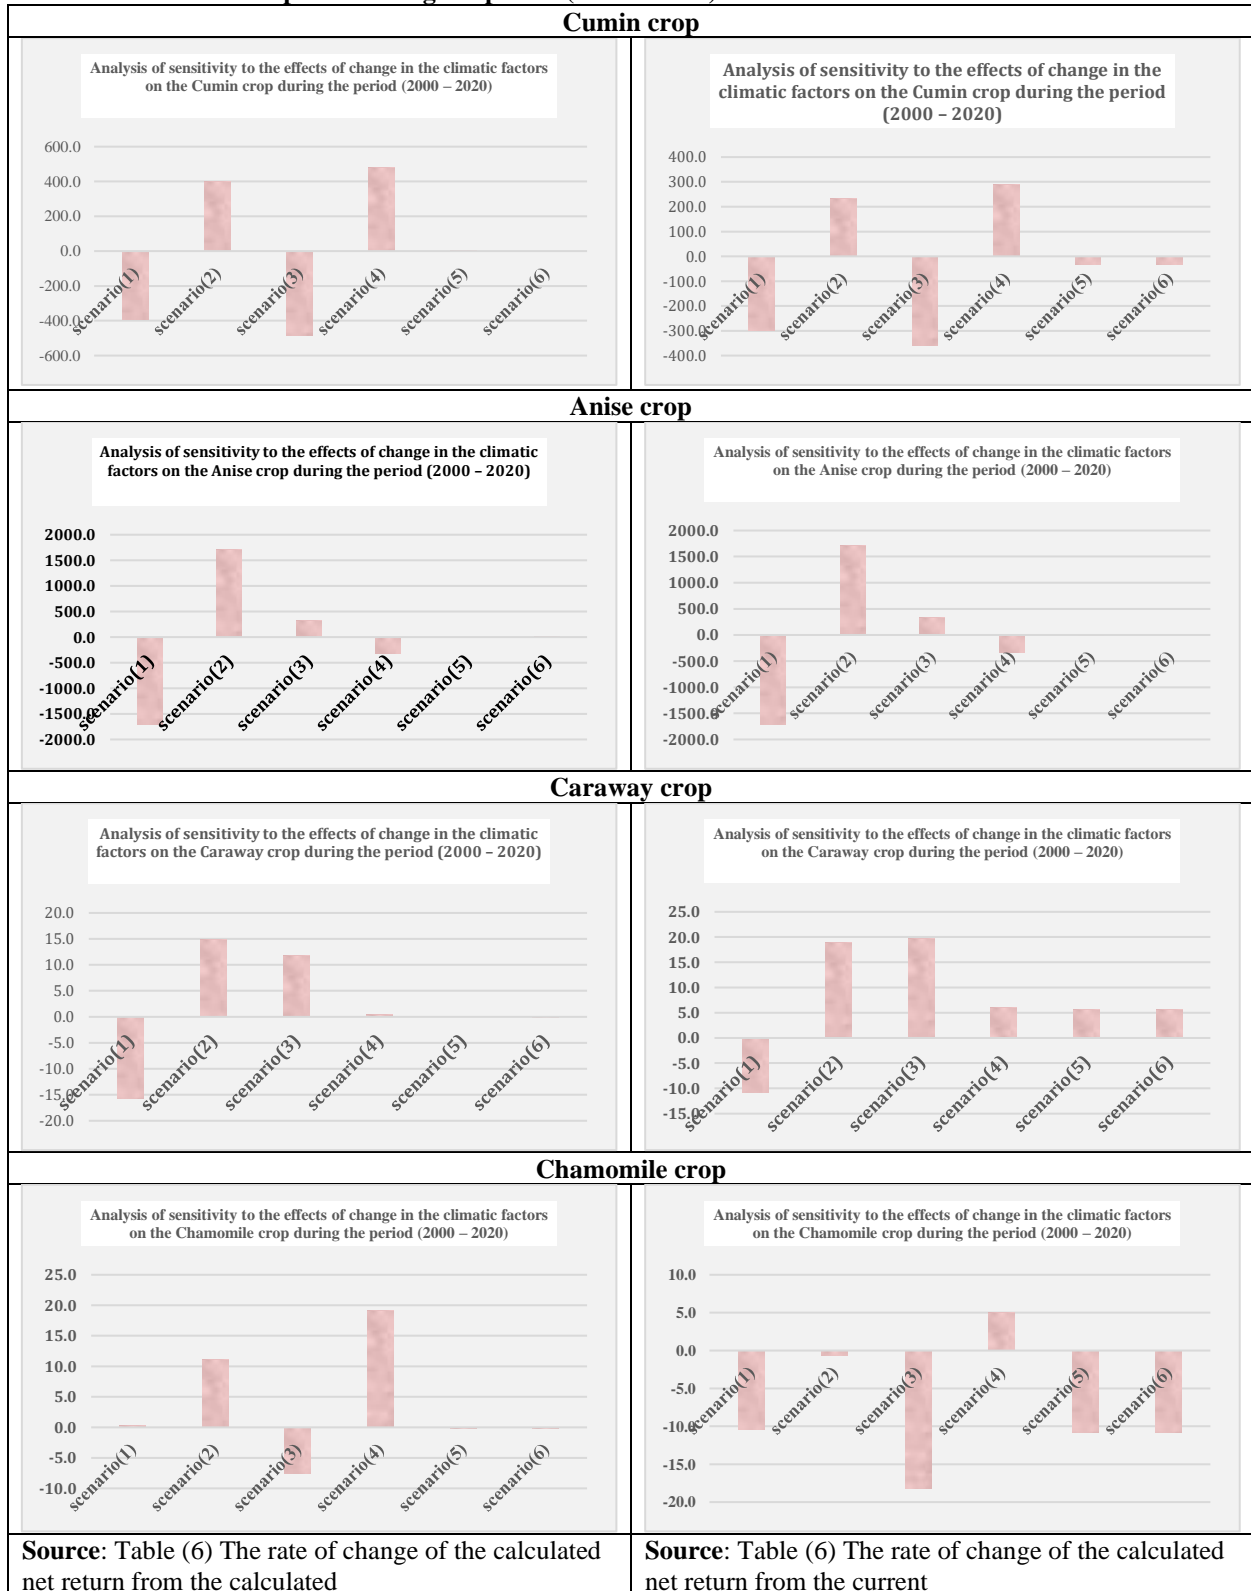 Cumin crop
Analysis of sensitivity to the effects of change in the climatic factors
on the Cumin crop during the period (2000 – 2020)
600.0
400.0
200.0
0.0
-200.0
-400.0
-600.0
scenario(1)
scenario(2)
scenario(3)
scenario(4)
scenario(5)
scenario(6)
Analysis of sensitivity to the effects of change in the
climatic factors on the Cumin crop during the period
(2000 – 2020)
400.0
300.0
200.0
100.0
0.0
-100.0
-200.0
-300.0
-400.0
scenario(1)
scenario(2)
scenario(3)
scenario(4)
scenario(5)
scenario(6)
Anise crop
Analysis of sensitivity to the effects of change in the climatic
factors on the Anise crop during the period (2000 – 2020)
2000.0
1500.0
1000.0
500.0
0.0
-500.0
-1000.0
-1500.0
-2000.0
scenario(1)
scenario(2)
scenario(3)
scenario(4)
scenario(5)
scenario(6)
Analysis of sensitivity to the effects of change in the climatic factors
on the Anise crop during the period (2000 – 2020)
2000.0
1500.0
1000.0
500.0
0.0
-500.0
-1000.0
-1500.0
-2000.0
scenario(1)
scenario(2)
scenario(3)
scenario(4)
scenario(5)
scenario(6)
Caraway crop
Analysis of sensitivity to the effects of change in the climatic
factors on the Caraway crop during the period (2000 – 2020)
20.0
15.0
10.0
5.0
0.0
-5.0
-10.0
-15.0
-20.0
scenario(1)
scenario(2)
scenario(3)
scenario(4)
scenario(5)
scenario(6)
Analysis of sensitivity to the effects of change in the climatic factors
on the Caraway crop during the period (2000 – 2020)
25.0
20.0
15.0
10.0
5.0
0.0
-5.0
-10.0
-15.0
scenario(1)
scenario(2)
scenario(3)
scenario(4)
scenario(5)
scenario(6)
Chamomile crop
Analysis of sensitivity to the effects of change in the climatic factors
on the Chamomile crop during the period (2000 – 2020)
25.0
20.0
15.0
10.0
5.0
0.0
-5.0
-10.0
scenario(1)
scenario(2)
scenario(3)
scenario(4)
scenario(5)
scenario(6)
Analysis of sensitivity to the effects of change in the climatic factors
on the Chamomile crop during the period (2000 – 2020)
10.0
5.0
0.0
-5.0
-10.0
-15.0
-20.0
scenario(1)
scenario(2)
scenario(3)
scenario(4)
scenario(5)
scenario(6)
Source: Table (6) The rate of change of the calculated
net return from the calculated
Source: Table (6) The rate of change of the calculated
net return from the current